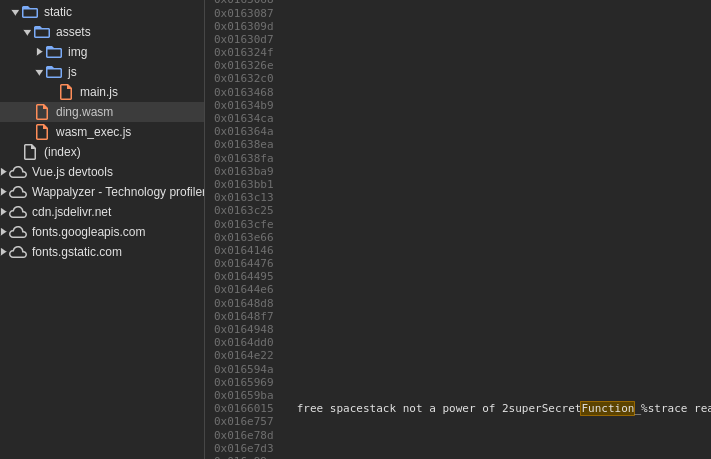 static
assets
img
js
main.js
ding.wasm
wasm_exec.js
(index)
Vue.js devtools
Wappalyzer - Technology profiler
cdn.jsdelivr.net
fonts.googleapis.com
fonts.gstatic.com
0x0163087
0x016309d
0x01630d7
0x016324f
0x016326e
0x01632c0
0x0163468
0x01634b9
0x01634ca
0x016364a
0x01638ea
0x01638fa
0x0163ba9
0x0163bb1
0x0163c13
0x0163c25
0x0163cfe
0x0163e66
0x0164146
0x0164476
0x0164495
0x01644e6
0x01648d8
0x01648f7
0x0164948
0x0164dd0
0x0164e22
0x016594a
0x0165969
0x01659ba
0x0166015 free spacestack not a power of 2superSecretFunction_%strace rea
0x016e757
0x016e78d
0x016e7d3